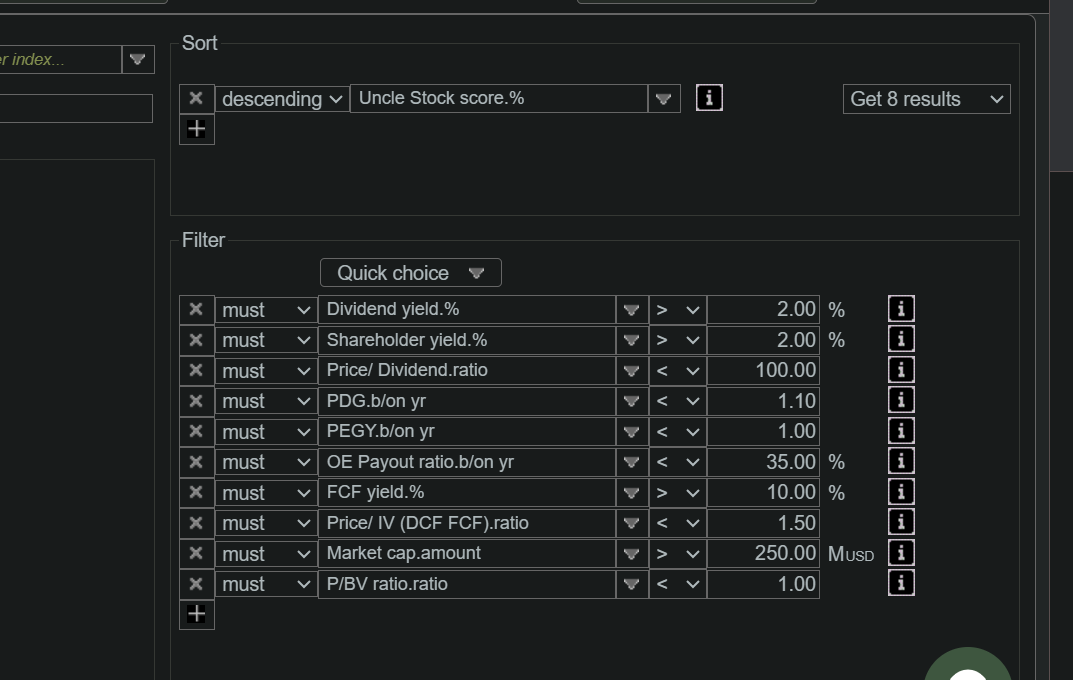 Sort
r index...
descending Uncle Stock score.% i Get 8 results
Filter
Quick choice
must Dividend yield.% > 2.00 % i
must Shareholder yield.% > 2.00 % i
must Price/ Dividend.ratio < 100.00 i
must PDG.b/on yr < 1.10 i
must PEGY.b/on yr < 1.00 i
must OE Payout ratio.b/on yr < 35.00 % i
must FCF yield.% > 10.00 % i
must Price/ IV (DCF FCF).ratio < 1.50 i
must Market cap.amount > 250.00 MUSD i
must P/BV ratio.ratio < 1.00 i